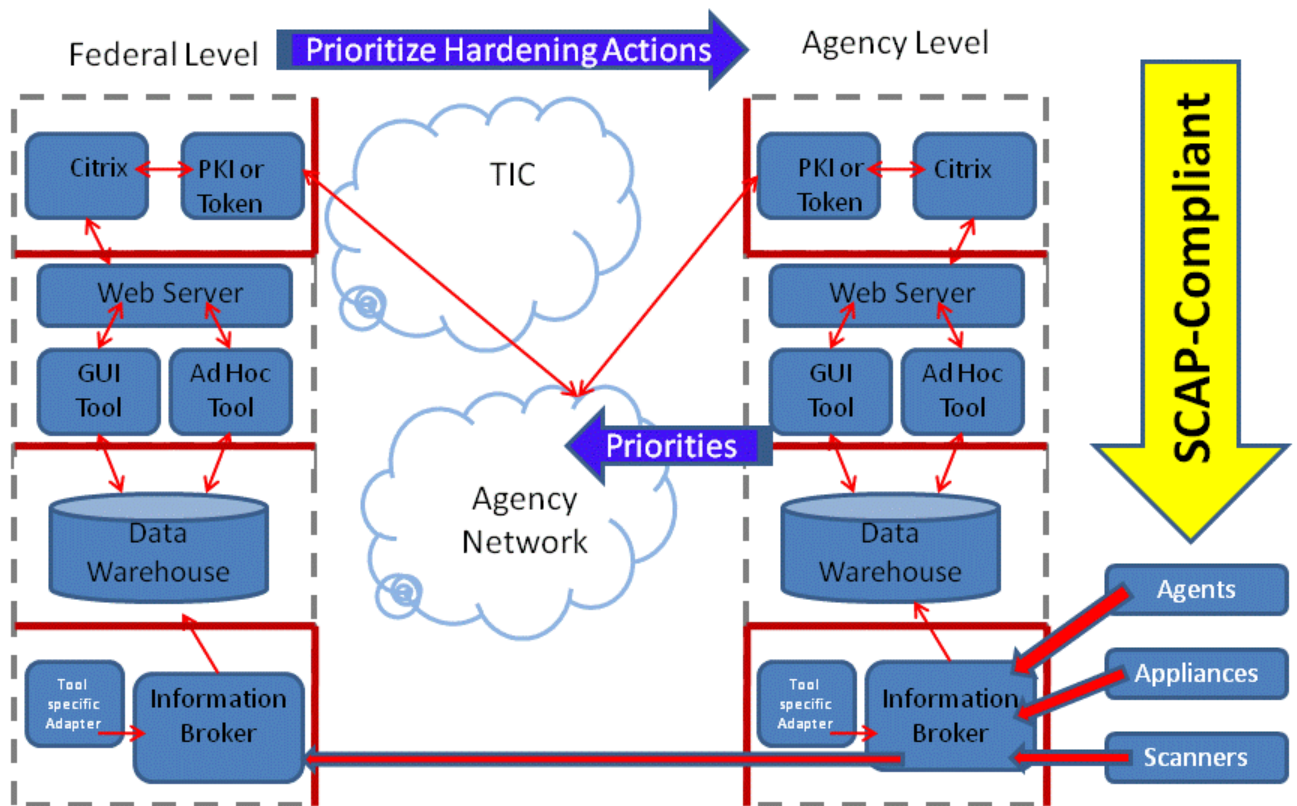 Federal Level
Prioritize Hardening Actions
Agency Level
Citrix
PKI or
Token
TIC
PKI or
Token
Citrix
SCAP-Compliant
Web Server
Web Server
GUI
Tool
Ad Hoc
Tool
GUI
Tool
Ad Hoc
Tool
Priorities
Agency
Network
Data
Warehouse
Data
Warehouse
Agents
Appliances
Scanners
Tool
specific
Adapter
Information
Broker
Tool
specific
Adapter
Information
Broker